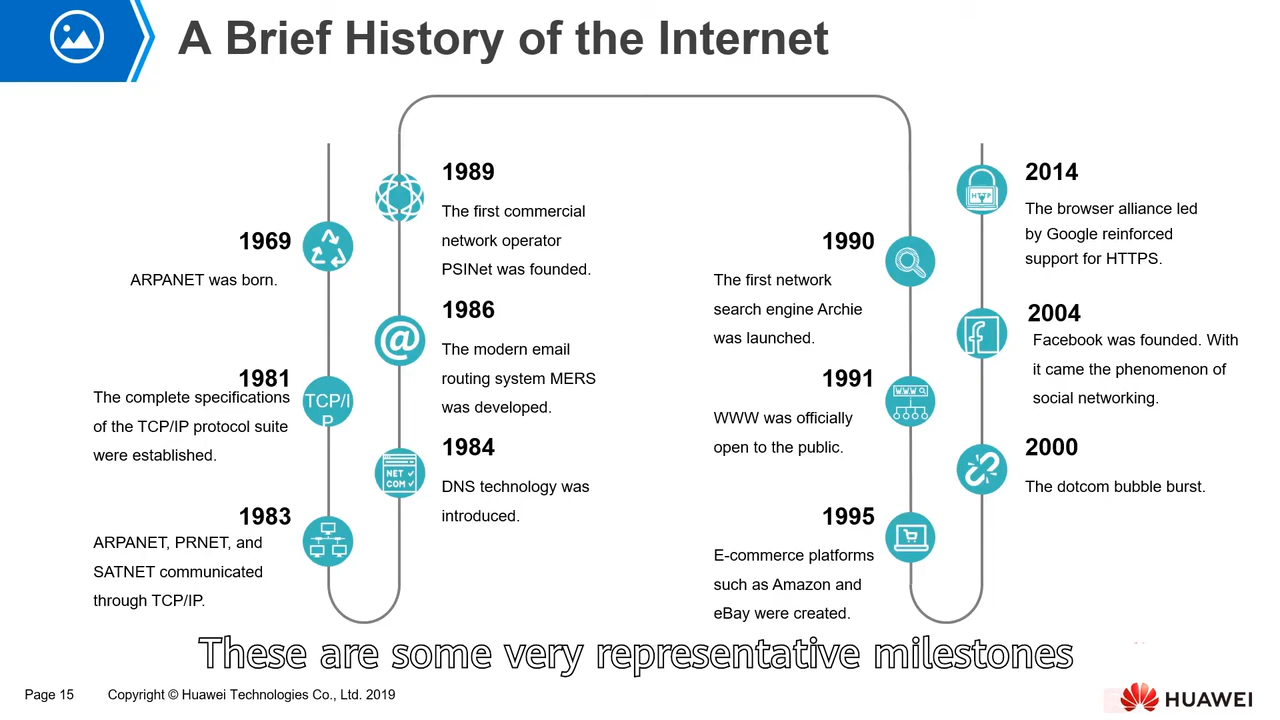 A Brief History of the Internet
1969
ARPANET was born.
1981
The complete specifications
of the TCP/IP protocol suite
were established.
TCP/I
P
1983
ARPANET, PRNET, and
SATNET communicated
through TCP/IP.
1984
DNS technology was
introduced.
NET
COM
1986
The modern email
routing system MERS
was developed.
@
1989
The first commercial
network operator
PSINet was founded.
1990
The first network
search engine Archie
was launched.
1991
WWW was officially
open to the public.
WWW
1995
E-commerce platforms
such as Amazon and
eBay were created.
2000
The dotcom bubble burst.
2004
Facebook was founded. With
it came the phenomenon of
social networking.
f
2014
The browser alliance led
by Google reinforced
support for HTTPS.
HTTP
These are some very representative milestones
Page 15
Copyright © Huawei Technologies Co., Ltd. 2019
HUAWEI